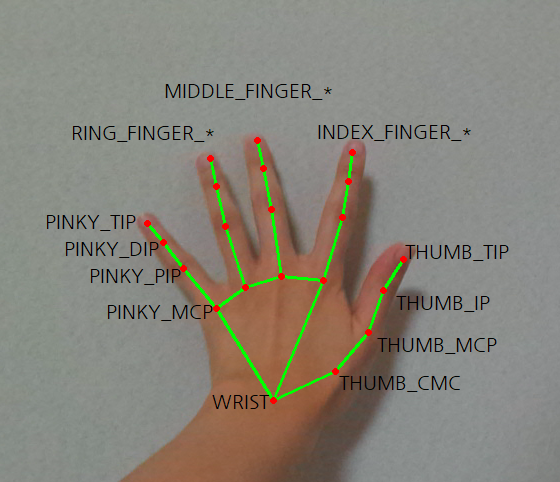 MIDDLE_FINGER_*
RING_FINGER_*
INDEX_FINGER_*
PINKY_TIP
PINKY_DIP
THUMB_TIP
PINKY_PIP
THUMB_IP
PINKY_MCP
THUMB_MCP
THUMB_CMC
WRIST